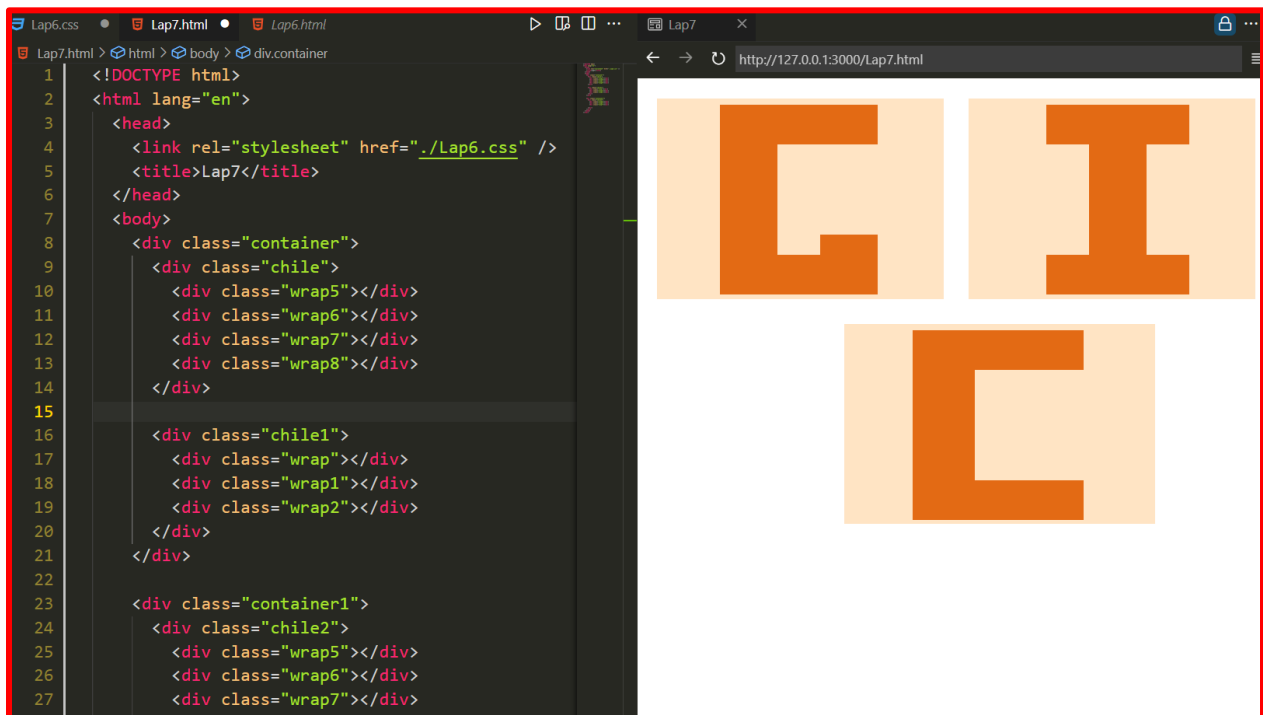 Lap6.css Lap7.html Lap6.html
Lap7.html > html > body > div.container
1 <!DOCTYPE html>
2 <html lang="en">
3 <head>
4 <link rel="stylesheet" href="./Lap6.css" />
5 <title>Lap7</title>
6 </head>
7 <body>
8 <div class="container">
9 <div class="chile">
10 <div class="wrap5"></div>
11 <div class="wrap6"></div>
12 <div class="wrap7"></div>
13 <div class="wrap8"></div>
14 </div>
15
16 <div class="chile1">
17 <div class="wrap"></div>
18 <div class="wrap1"></div>
19 <div class="wrap2"></div>
20 </div>
21 </div>
22
23 <div class="container1">
24 <div class="chile2">
25 <div class="wrap5"></div>
26 <div class="wrap6"></div>
27 <div class="wrap7"></div>
Lap7
http://127.0.0.1:3000/Lap7.html
G I
C